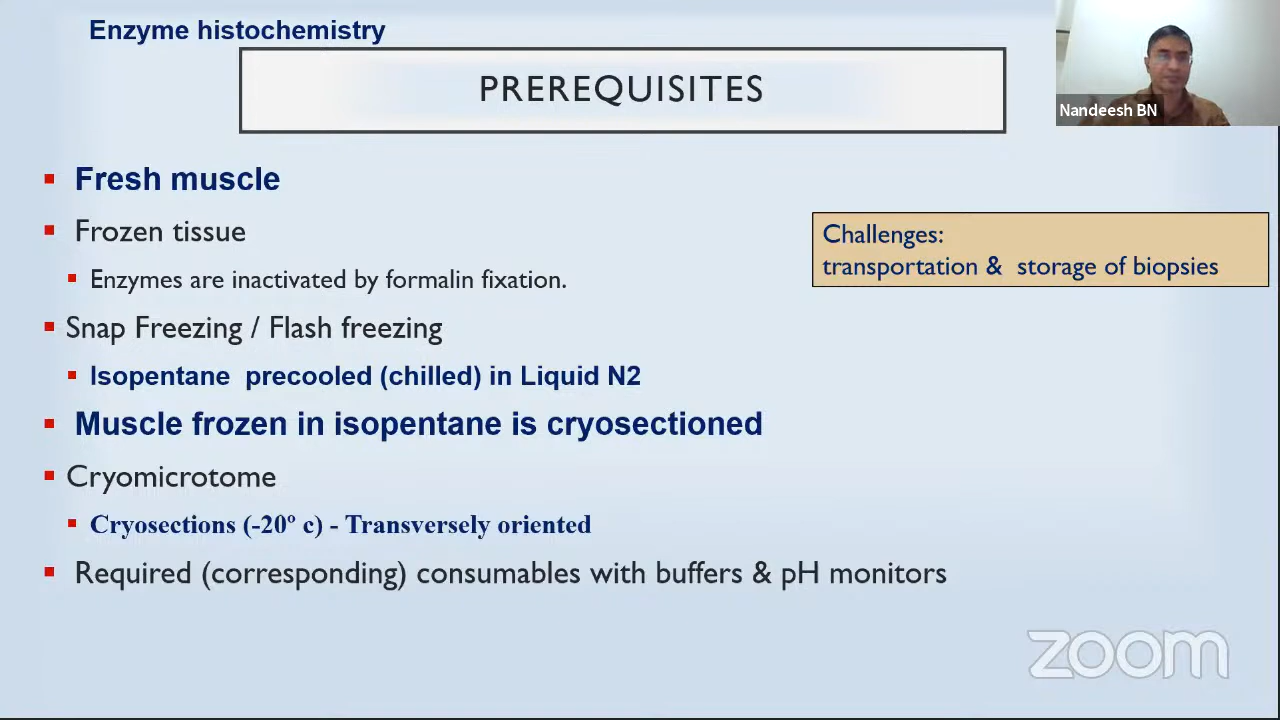 Enzyme histochemistry
PREREQUISITES
Nandeesh BN
Fresh muscle
Frozen tissue
Enzymes are inactivated by formalin fixation.
Challenges:
transportation & storage of biopsies
Snap Freezing / Flash freezing
Isopentane precooled (chilled) in Liquid N2
Muscle frozen in isopentane is cryosectioned
Cryomicrotome
Cryosections (-20º c) - Transversely oriented
Required (corresponding) consumables with buffers & pH monitors
zoom